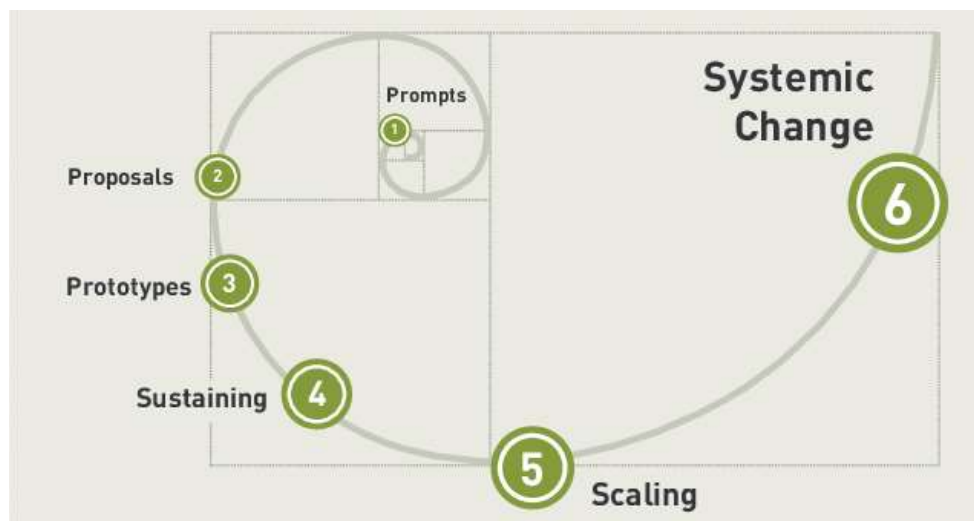 Prompts
1
Proposals
2
Prototypes
3
Sustaining
4
5
Scaling
Systemic
Change
6